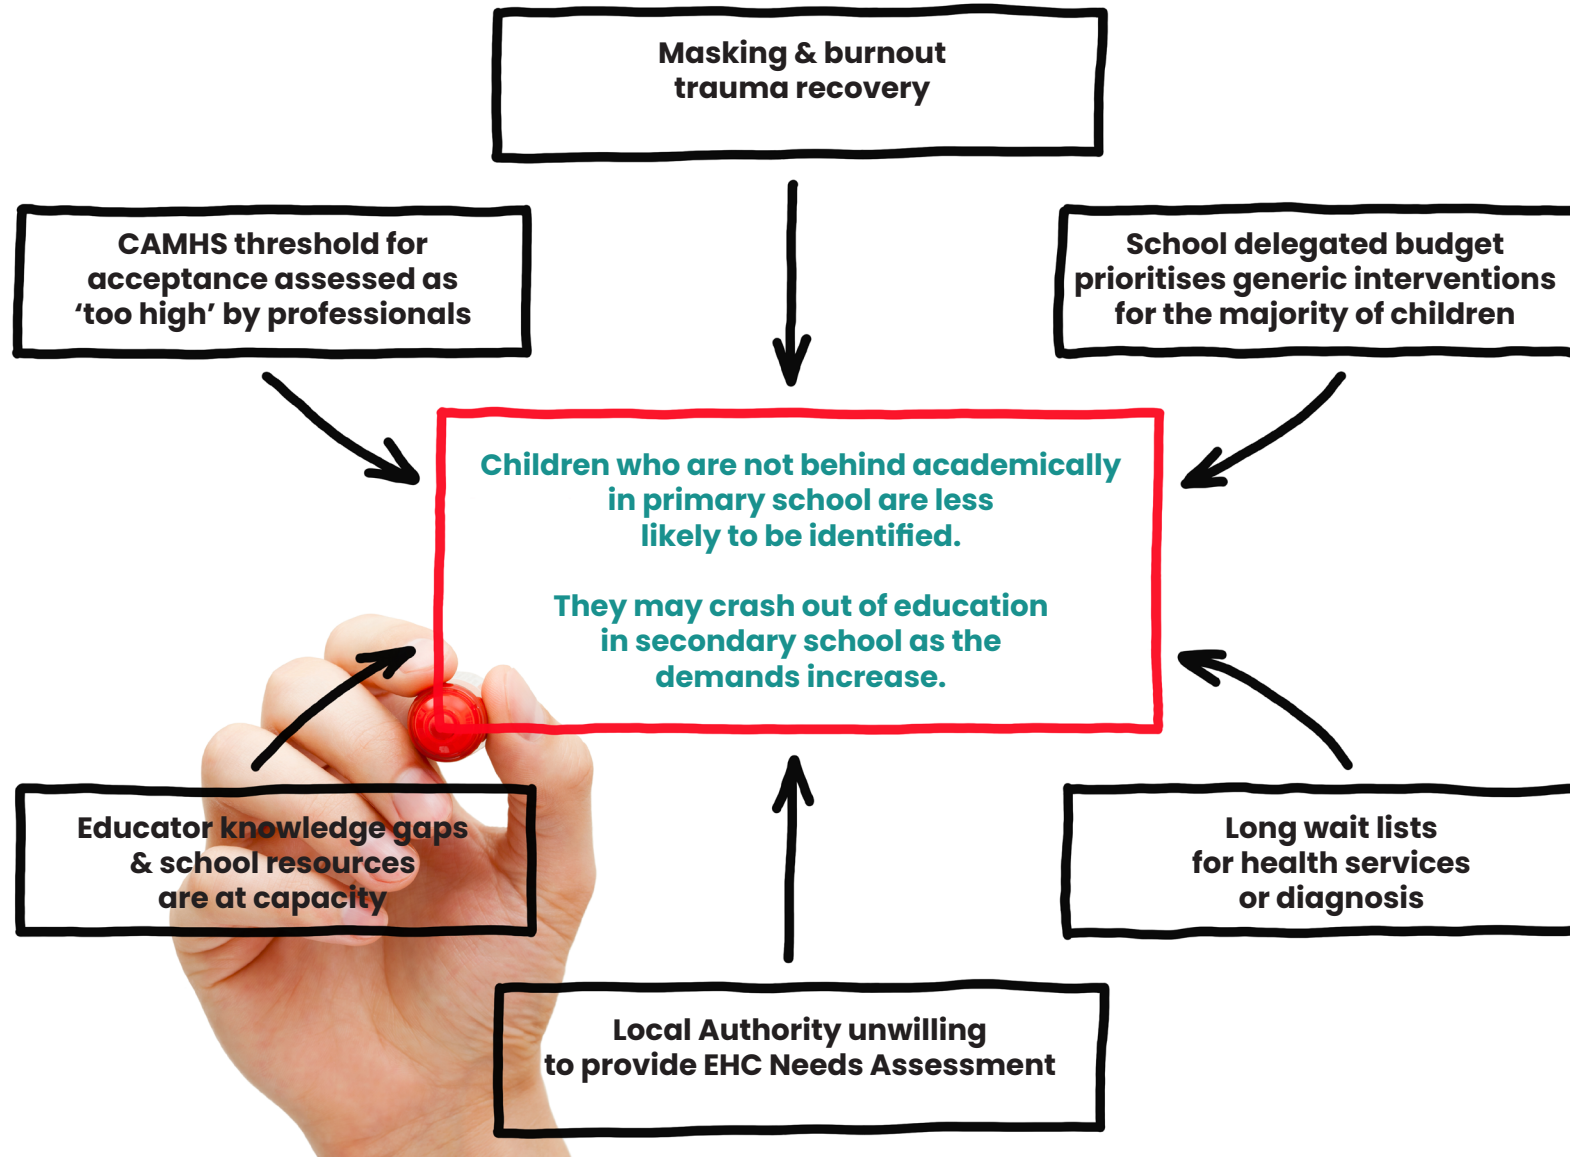 Masking & burnout
trauma recovery
CAMHS threshold for
acceptance assessed as
‘too high’ by professionals
School delegated budget
prioritises generic interventions
for the majority of children
Children who are not behind academically
in primary school are less
likely to be identified.
They may crash out of education
in secondary school as the
demands increase.
Educator knowledge gaps
& school resources
are at capacity
Long wait lists
for health services
or diagnosis
Local Authority unwilling
to provide EHC Needs Assessment